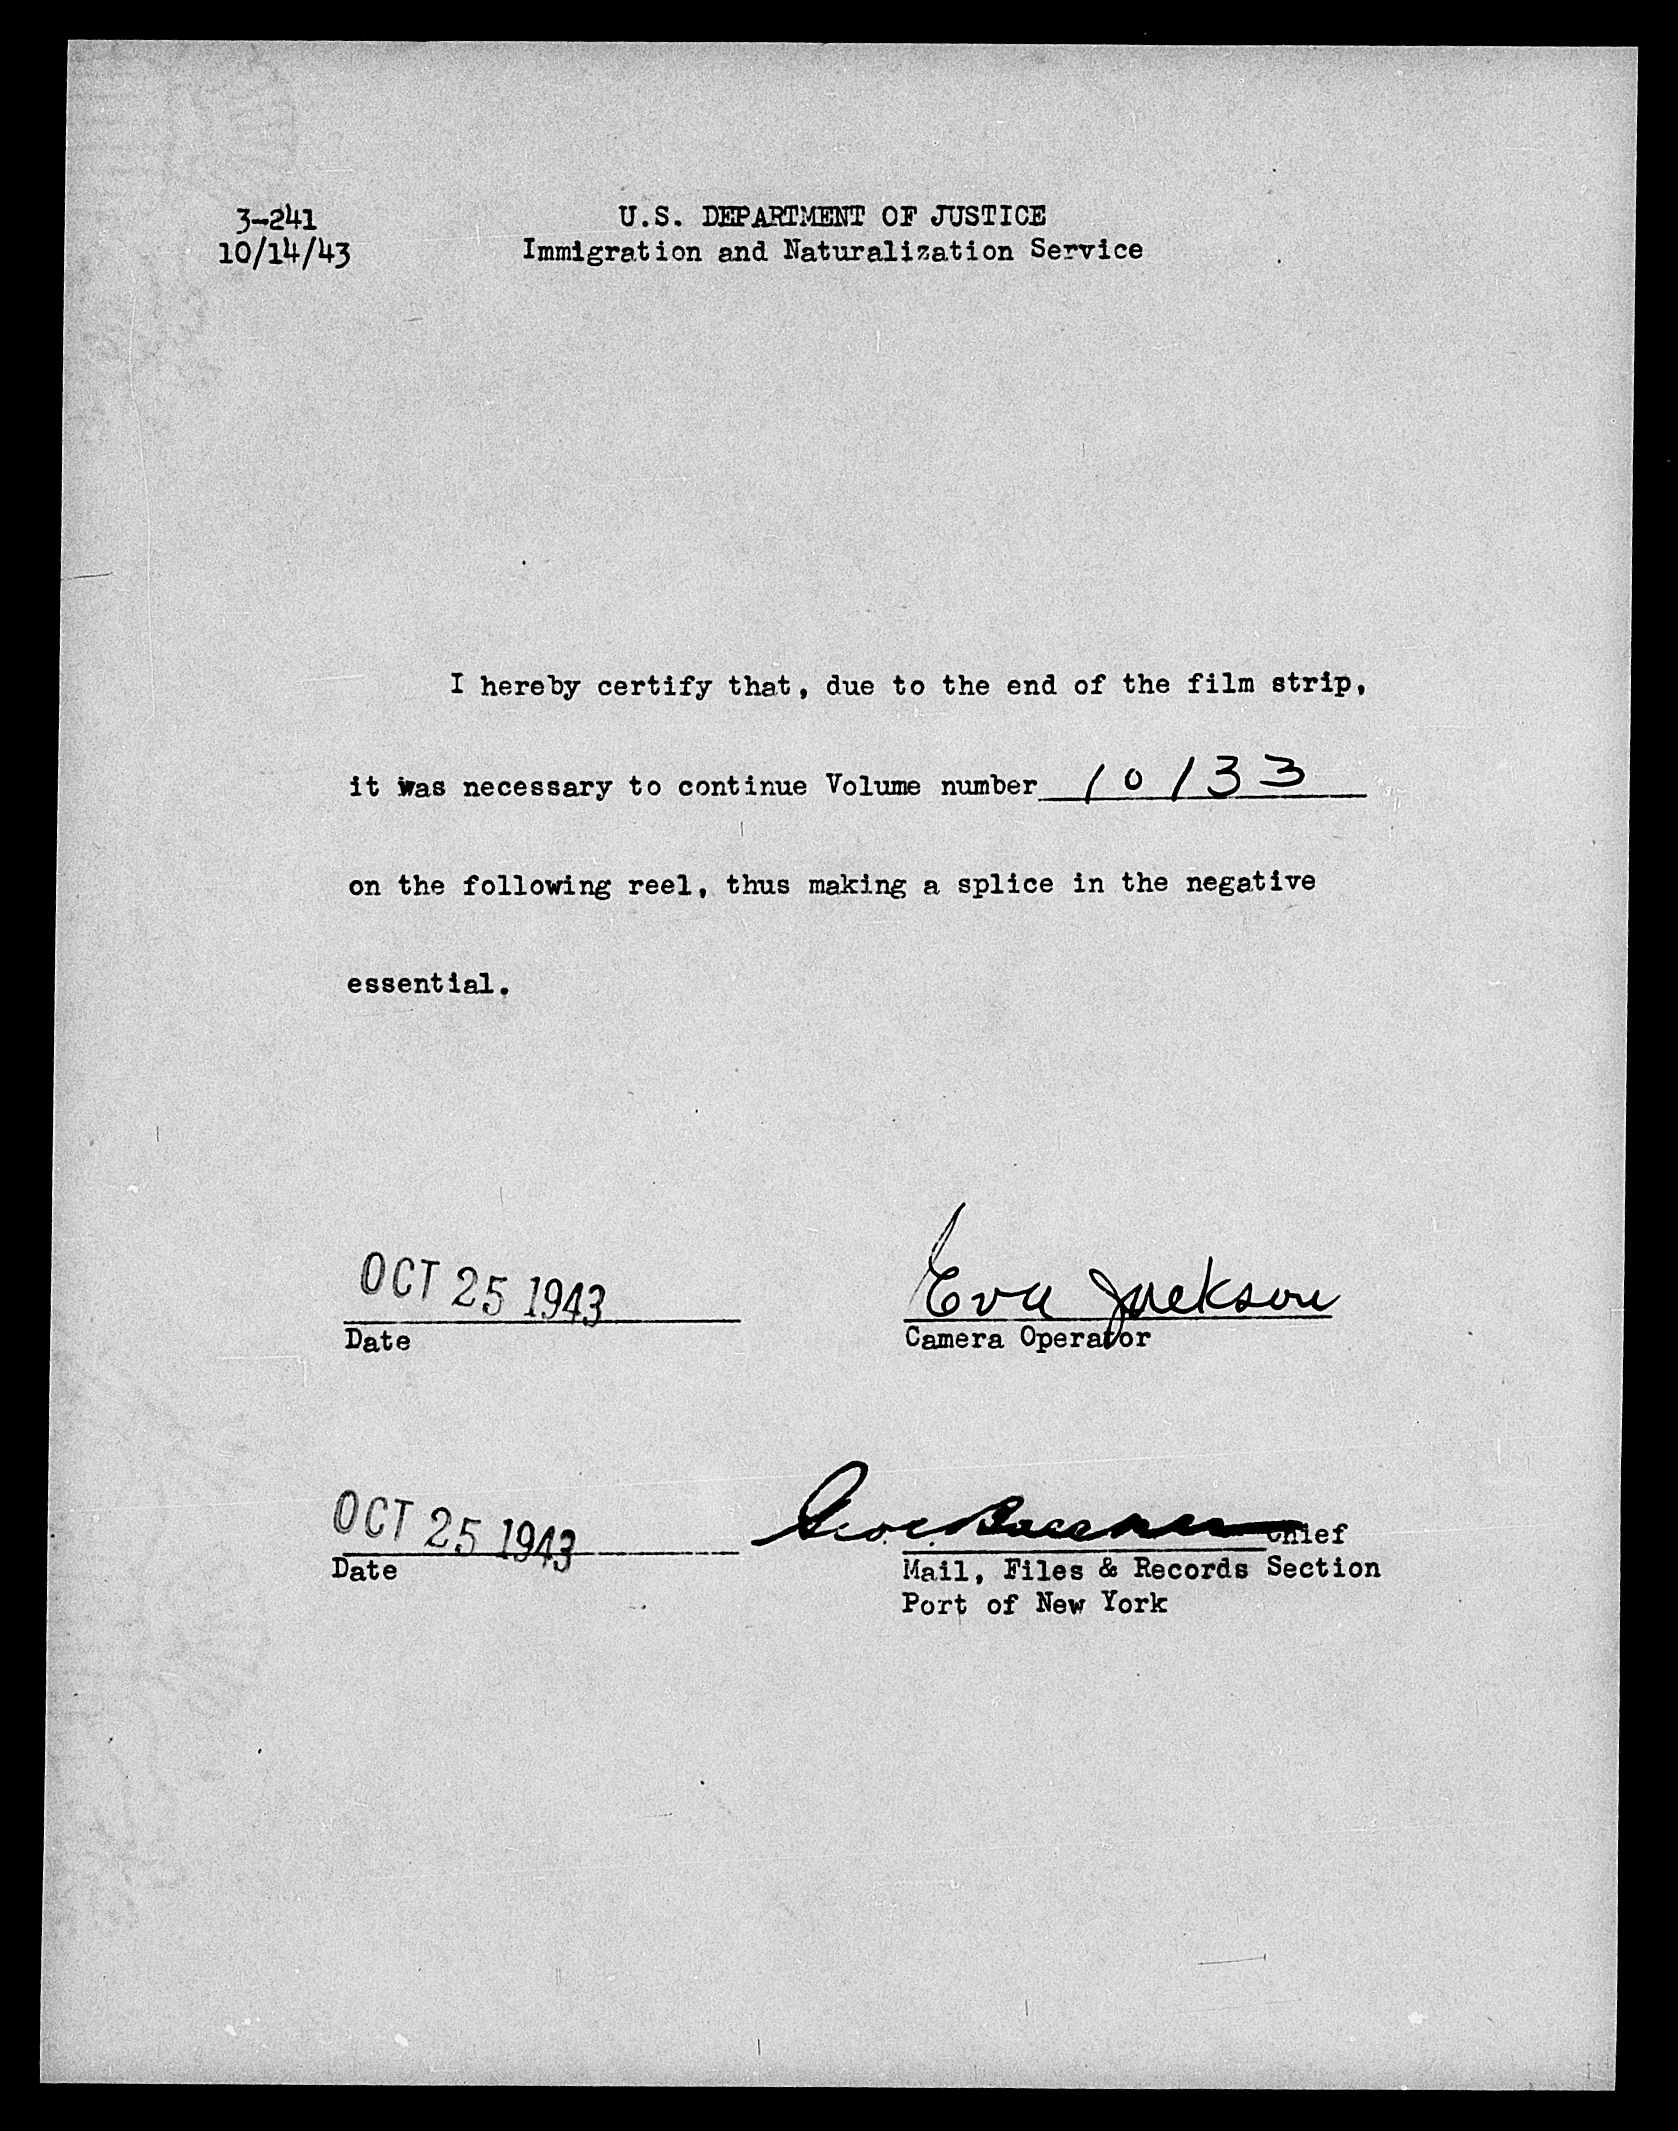 3-241
10/14/43
U.S. DEPARTMENT OF JUSTICE
Immigration and Naturalization Service
I hereby certify that, due to the end of the film strip,
it was necessary to continue Volume number 10133
on the following reel, thus making a splice in the negative
essential.
OCT 25 1943
Date
Eva Jackson
Camera Operator
OCT 25 1943
Date
Geo. Chief
Mail, Files & Records Section
Port of New York